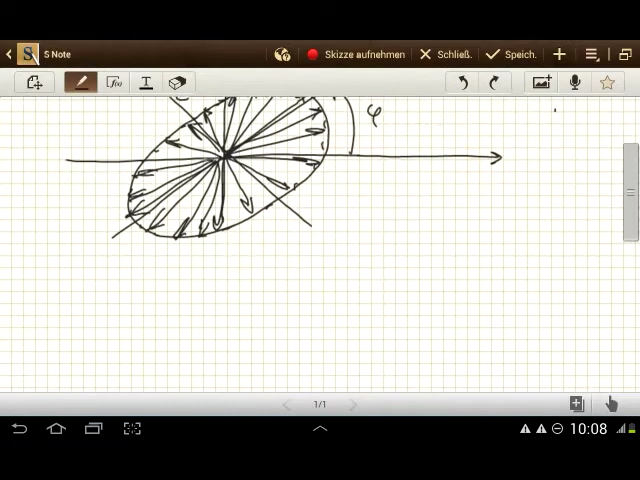 S S Note Skizze aufnehmen Schließ. Speich.
f(x) T
φ
1/1
10:08